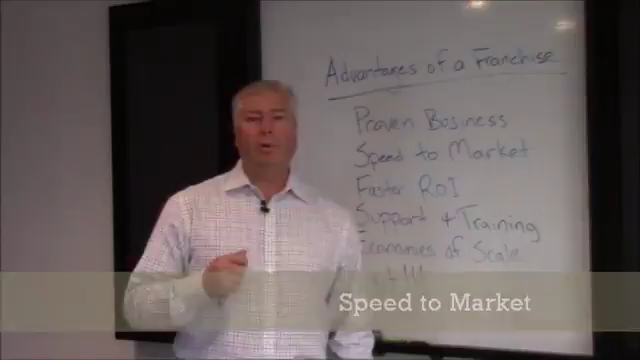 Advantages of a Franchise
Proven Business
Speed to Market
Faster RoI
Support + Training
Economies of Scale
Speed to Market